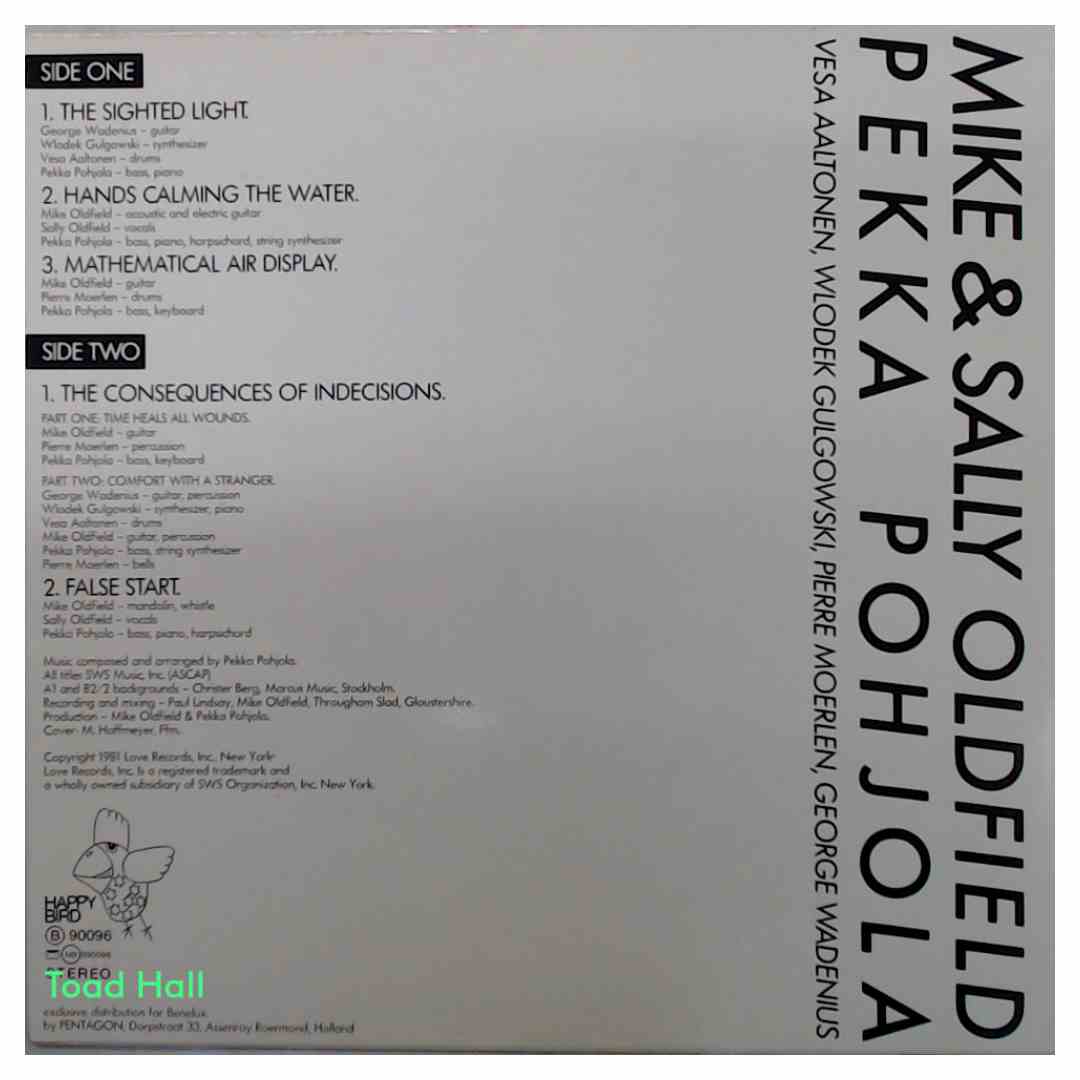 SIDE ONE
1. THE SIGHTED LIGHT.
George Wadenius – guitar
Wlodek Gulgowski – synthesizer
Vesa Aaltonen – drums
Pekka Pohjola – bass, piano
2. HANDS CALMING THE WATER.
Mike Oldfield – acoustic and electric guitar
Sally Oldfield – vocals
Pekka Pohjola – bass, piano, harpsichord, string synthesizer
3. MATHEMATICAL AIR DISPLAY.
Mike Oldfield – guitar
Pierre Moerlen – drums
Pekka Pohjola – bass, keyboard
SIDE TWO
1. THE CONSEQUENCES OF INDECISIONS.
PART ONE: TIME HEALS ALL WOUNDS.
Mike Oldfield – guitar
Pierre Moerlen – percussion
Pekka Pohjola – bass, keyboard
PART TWO: COMFORT WITH A STRANGER.
George Wadenius – guitar, percussion
Wlodek Gulgowski – synthesizer, piano
Vesa Aaltonen – drums
Mike Oldfield – guitar, percussion
Pekka Pohjola – bass, string synthesizer
Pierre Moerlen – bells
2. FALSE START.
Mike Oldfield – mandolin, whistle
Sally Oldfield – vocals
Pekka Pohjola – bass, piano, harpsichord
Music composed and arranged by Pekka Pohjola.
All titles SWS Music, Inc. (ASCAP)
A1 and B2/2 backgrounds – Christer Berg, Marcus Music, Stockholm.
Recording and mixing – Paul Lindsay, Mike Oldfield, Througham Slad, Gloustershire.
Production – Mike Oldfield & Pekka Pohjola.
Cover: M. Hoffmeyer, Ffm.
Copyright 1981 Love Records, Inc., New York
Love Records, Inc. is a registered trademark and
a wholly owned subsidiary of SWS Organization, Inc. New York.
HAPPY
BIRD
B 90096
STEREO
Toad Hall
exclusive distribution for Benelux
by PENTAGON, Dorpstraat 33, Assenray Roermond, Holland
MIKE & SALLY OLDFIELD
PEKKA POHJOLA
VESA AALTONEN, WLODEK GULGOWSKI, PIERRE MOERLEN, GEORGE WADENIUS